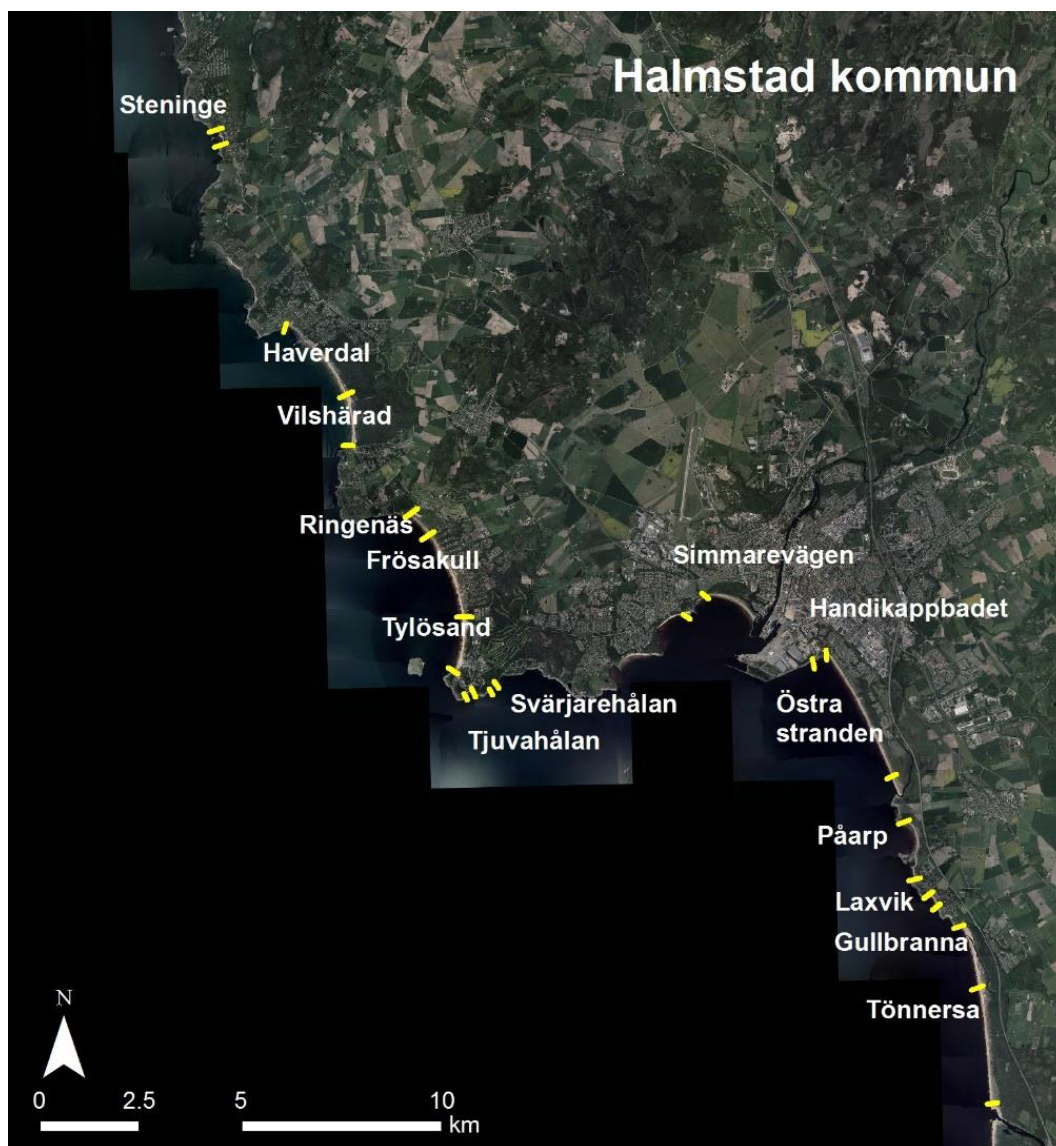 Halmstad kommun
Steninge
Haverdal
Vilshärad
Ringenäs
Frösakull
Simmarevägen
Handikappbadet
Tylösand
Svärjarehålan
Tjuvahålan
Östra
stranden
Påarp
Laxvik
Gullbranna
Tönnersa
N
0 2.5 5 10
km